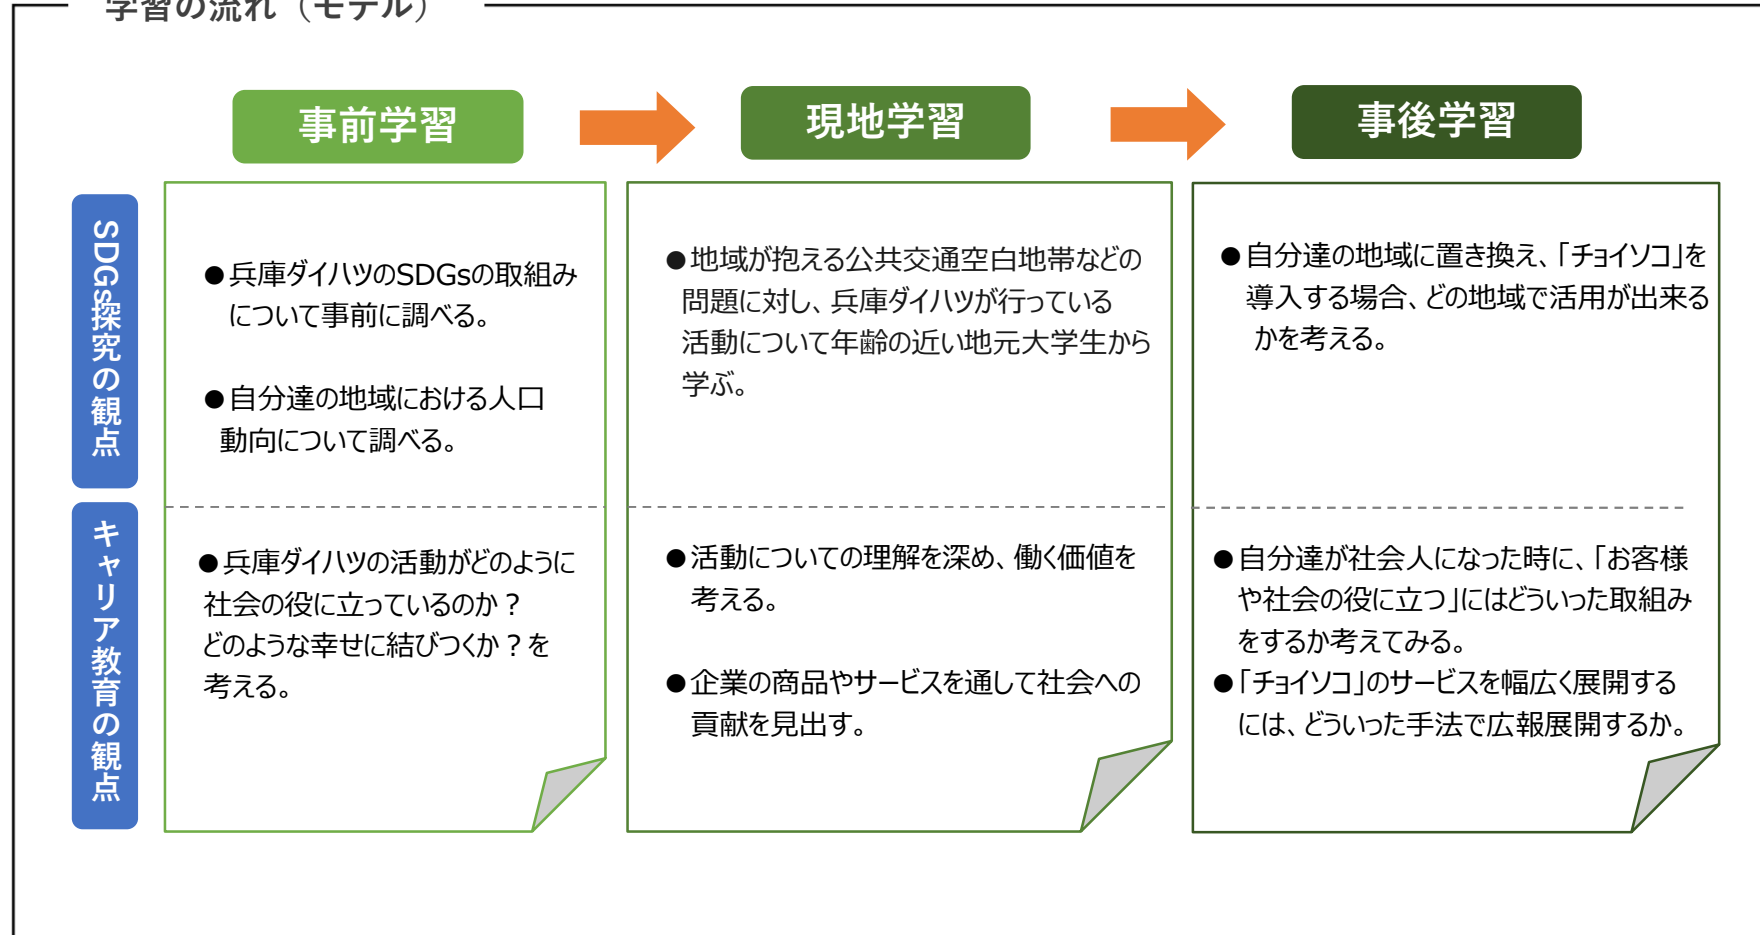 学習の流れ（モデル）
事前学習
現地学習
事後学習
SDGs探究の観点
●兵庫ダイハツのSDGsの取組み
について事前に調べる。
●自分達の地域における人口
動向について調べる。
●地域が抱える公共交通空白地帯などの
問題に対し、兵庫ダイハツが行っている
活動について年齢の近い地元大学生から
学ぶ。
●自分達の地域に置き換え、「チョイソコ」を
導入する場合、どの地域で活用が出来る
かを考える。
キャリア教育の観点
●兵庫ダイハツの活動がどのように
社会の役に立っているのか？
どのような幸せに結びつくか？を
考える。
●活動についての理解を深め、働く価値を
考える。
●企業の商品やサービスを通して社会への
貢献を見出す。
●自分達が社会人になった時に、「お客様
や社会の役に立つ」にはどういった取組み
をするか考えてみる。
●「チョイソコ」のサービスを幅広く展開する
には、どういった手法で広報展開するか。